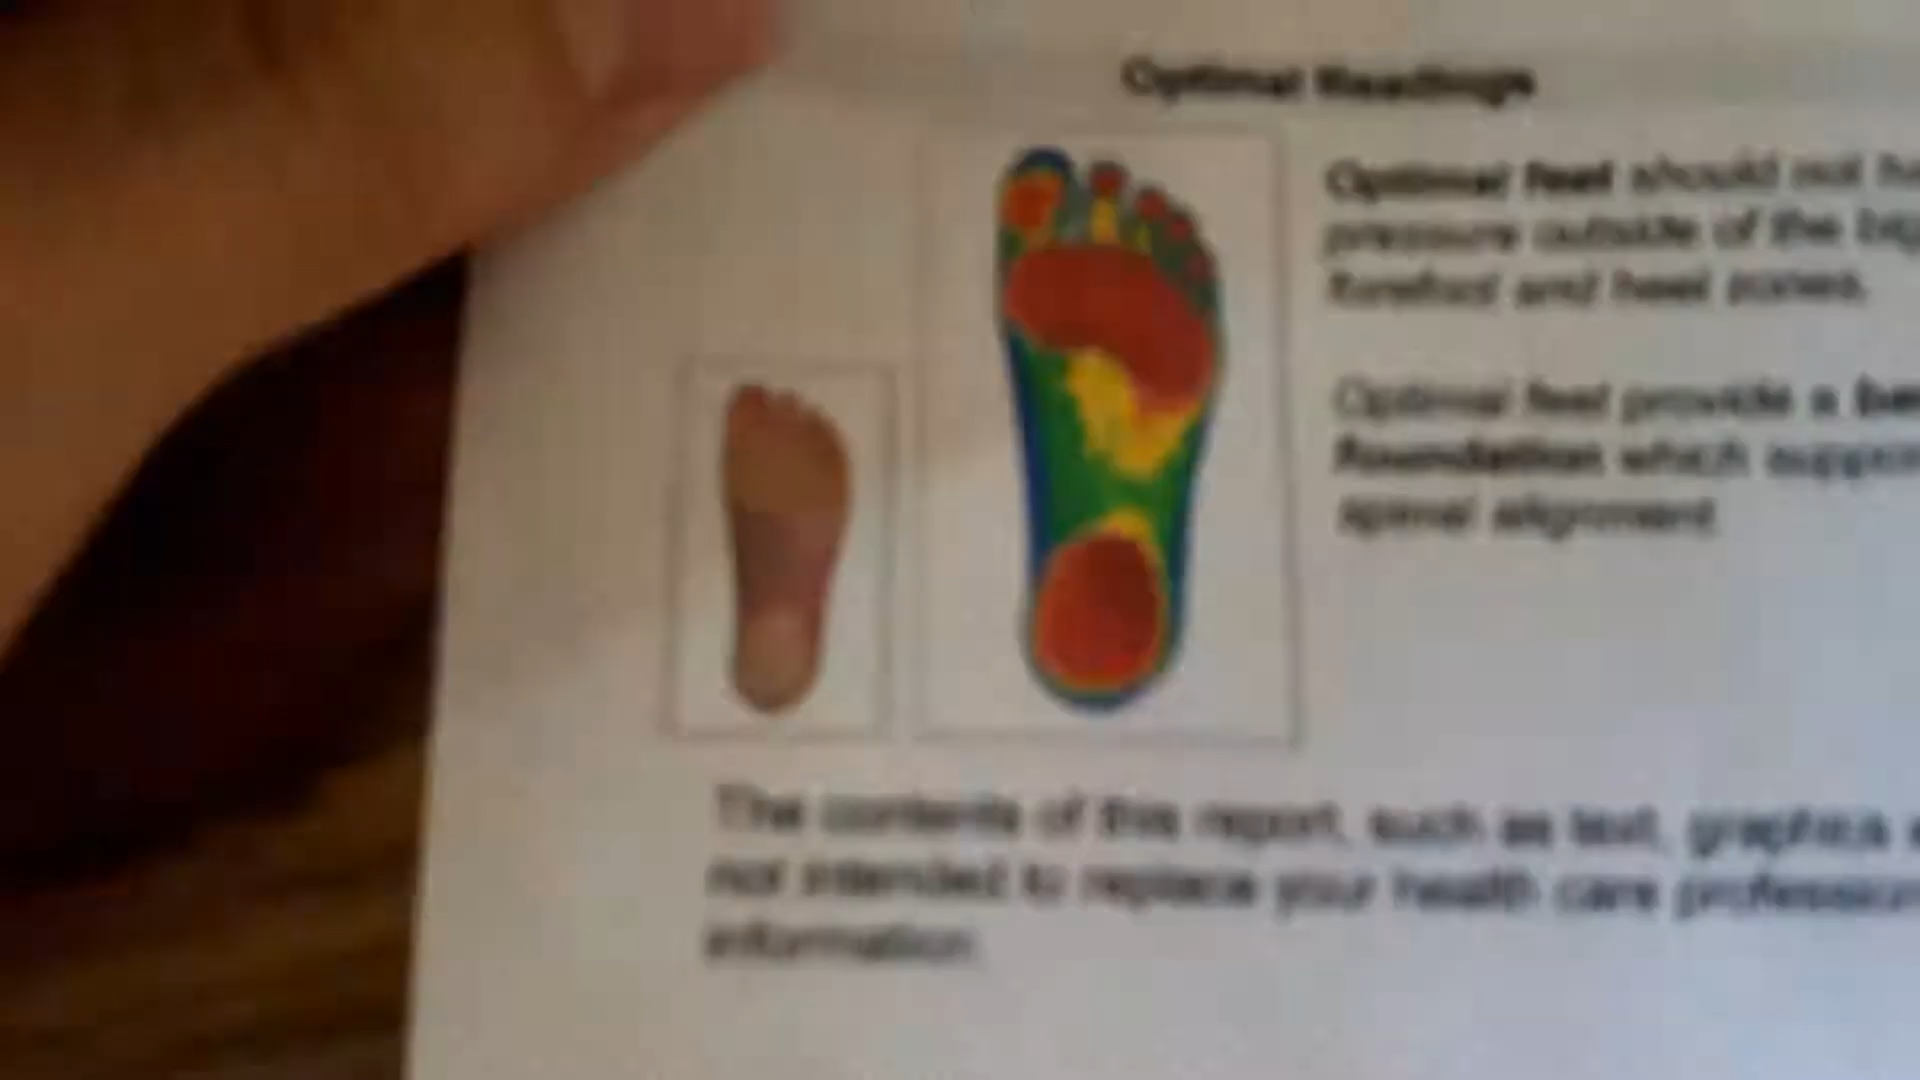 Optimal Readings
Optimal feet should not
pressure outside of the big
forefoot and heel zones.
Optimal feet provide a
foundation which
spinal alignment.
The contents of this report, such as text, graphics
not intended to replace your health care
information.